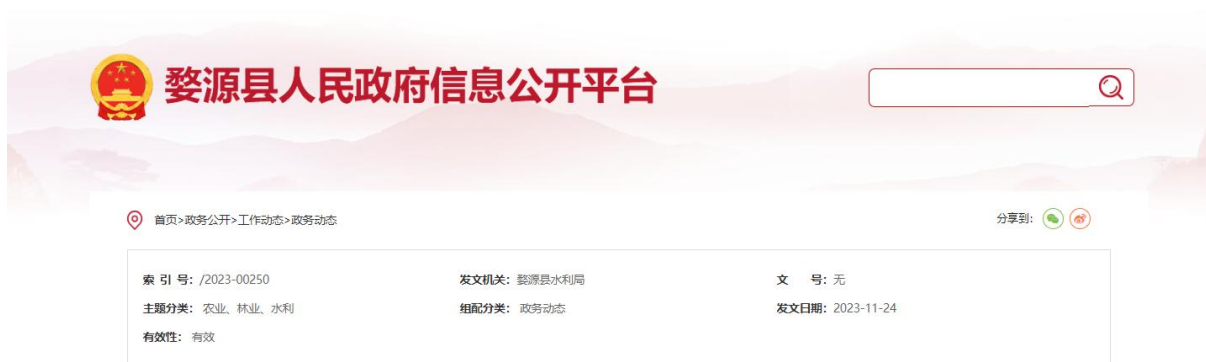 婺源县人民政府信息公开平台
首页>政务公开>工作动态>政务动态
分享到：
索 引 号： /2023-00250 发文机关： 婺源县水利局 文 号： 无
主题分类： 农业、林业、水利 组配分类： 政务动态 发文日期： 2023-11-24
有效性： 有效